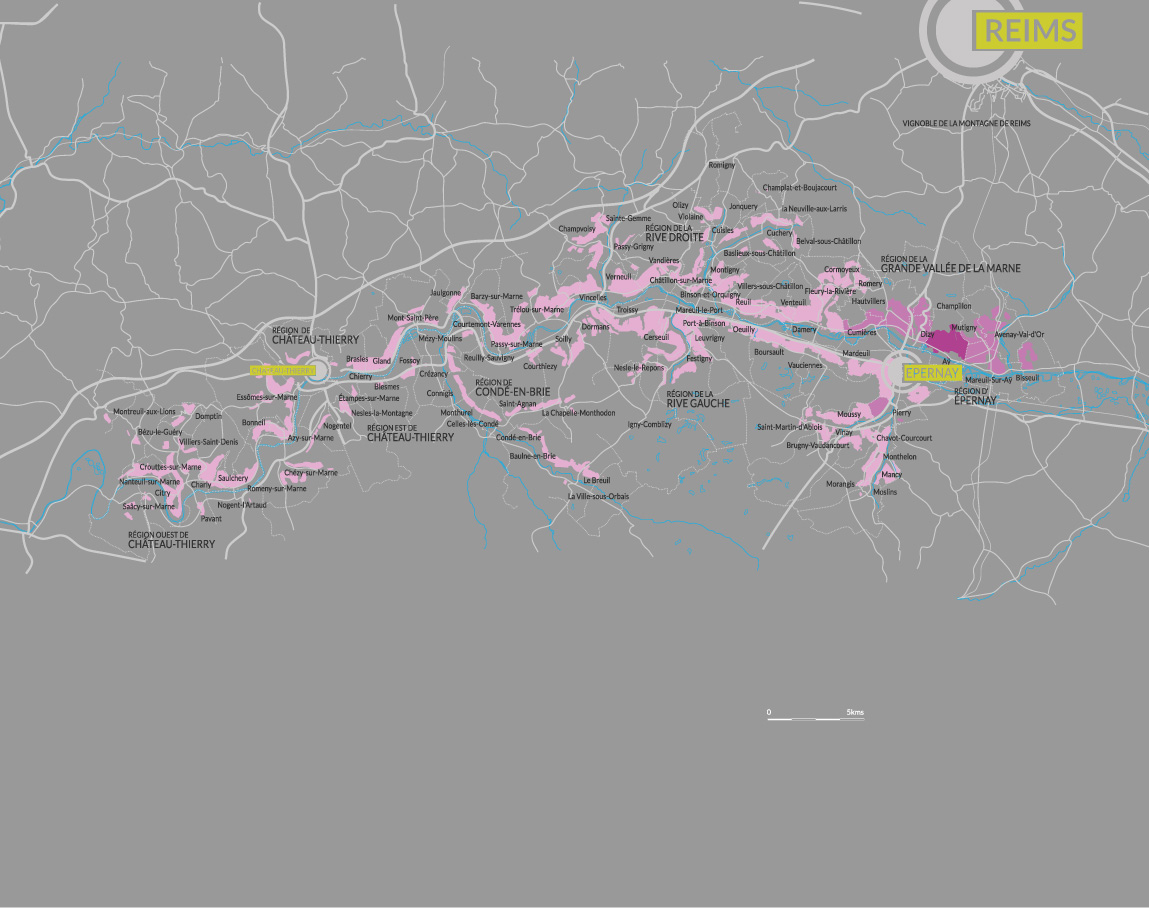 REIMS
VIGNOBLE DE LA MONTAGNE DE REIMS
Romigny
Champlat-et-Boujacourt
Olizy
Jonquery
la Neuville-aux-Larris
Sainte-Gemme
Violaine
Champvoisy
RÉGION DE LA
RIVE DROITE
Cuisles
Cuchery
Belval-sous-Châtillon
Passy-Grigny
Baslieux-sous-Châtillon
Vandières
RÉGION DE LA
GRANDE VALLÉE DE LA MARNE
Montigny
Cormoyeux
Verneuil
Châtillon-sur-Marne
Villers-sous-Châtillon
Romery
Fleury-la-Rivière
Jaulgonne
Barzy-sur-Marne
Vincelles
Binson-et-Orquigny
Reuil
Venteuil
Hautvillers
Champillon
Trélou-sur-Marne
Troissy
Mareuil-le-Port
Mont-Saint-Père
Courtemont-Varennes
Dormans
Port-à-Binson
Oeuilly
Damery
Cumières
Dizy
Mutigny
Avenay-Val-d'Or
RÉGION DE
CHÂTEAU-THIERRY
Mézy-Moulins
Passy-sur-Marne
Soilly
Cerseuil
Leuvrigny
Boursault
Mardeuil
Brasles
Gland
Fossoy
Reuilly-Sauvigny
Courthiézy
Nesle-le-Repons
Festigny
Vauciennes
Aÿ
CHÂTEAU-THIERRY
Chierry
Crézancy
EPERNAY
Mareuil-Sur-Aÿ
Bisseuil
Blesmes
RÉGION DE
CONDÉ-EN-BRIE
RÉGION D'
ÉPERNAY
Essômes-sur-Marne
Étampes-sur-Marne
Connigis
RÉGION DE LA
RIVE GAUCHE
Saint-Agnan
Montreuil-aux-Lions
Domptin
Nesles-la-Montagne
Monthurel
La Chapelle-Monthodon
Moussy
Pierry
Bonneil
Nogentel
Celles-lès-Condé
Igny-Comblizy
Saint-Martin-d'Ablois
RÉGION EST DE
CHÂTEAU-THIERRY
Bézu-le-Guéry
Vinay
Villiers-Saint-Denis
Azy-sur-Marne
Condé-en-Brie
Chavot-Courcourt
Brugny-Vaudancourt
Baulne-en-Brie
Monthelon
Crouttes-sur-Marne
Chézy-sur-Marne
Mancy
Nanteuil-sur-Marne
Saulchery
Le Breuil
Charly
Morangis
Citry
Romeny-sur-Marne
Moslins
La Ville-sous-Orbais
Saâcy-sur-Marne
Nogent-l'Artaud
Pavant
RÉGION OUEST DE
CHÂTEAU-THIERRY
0 5kms